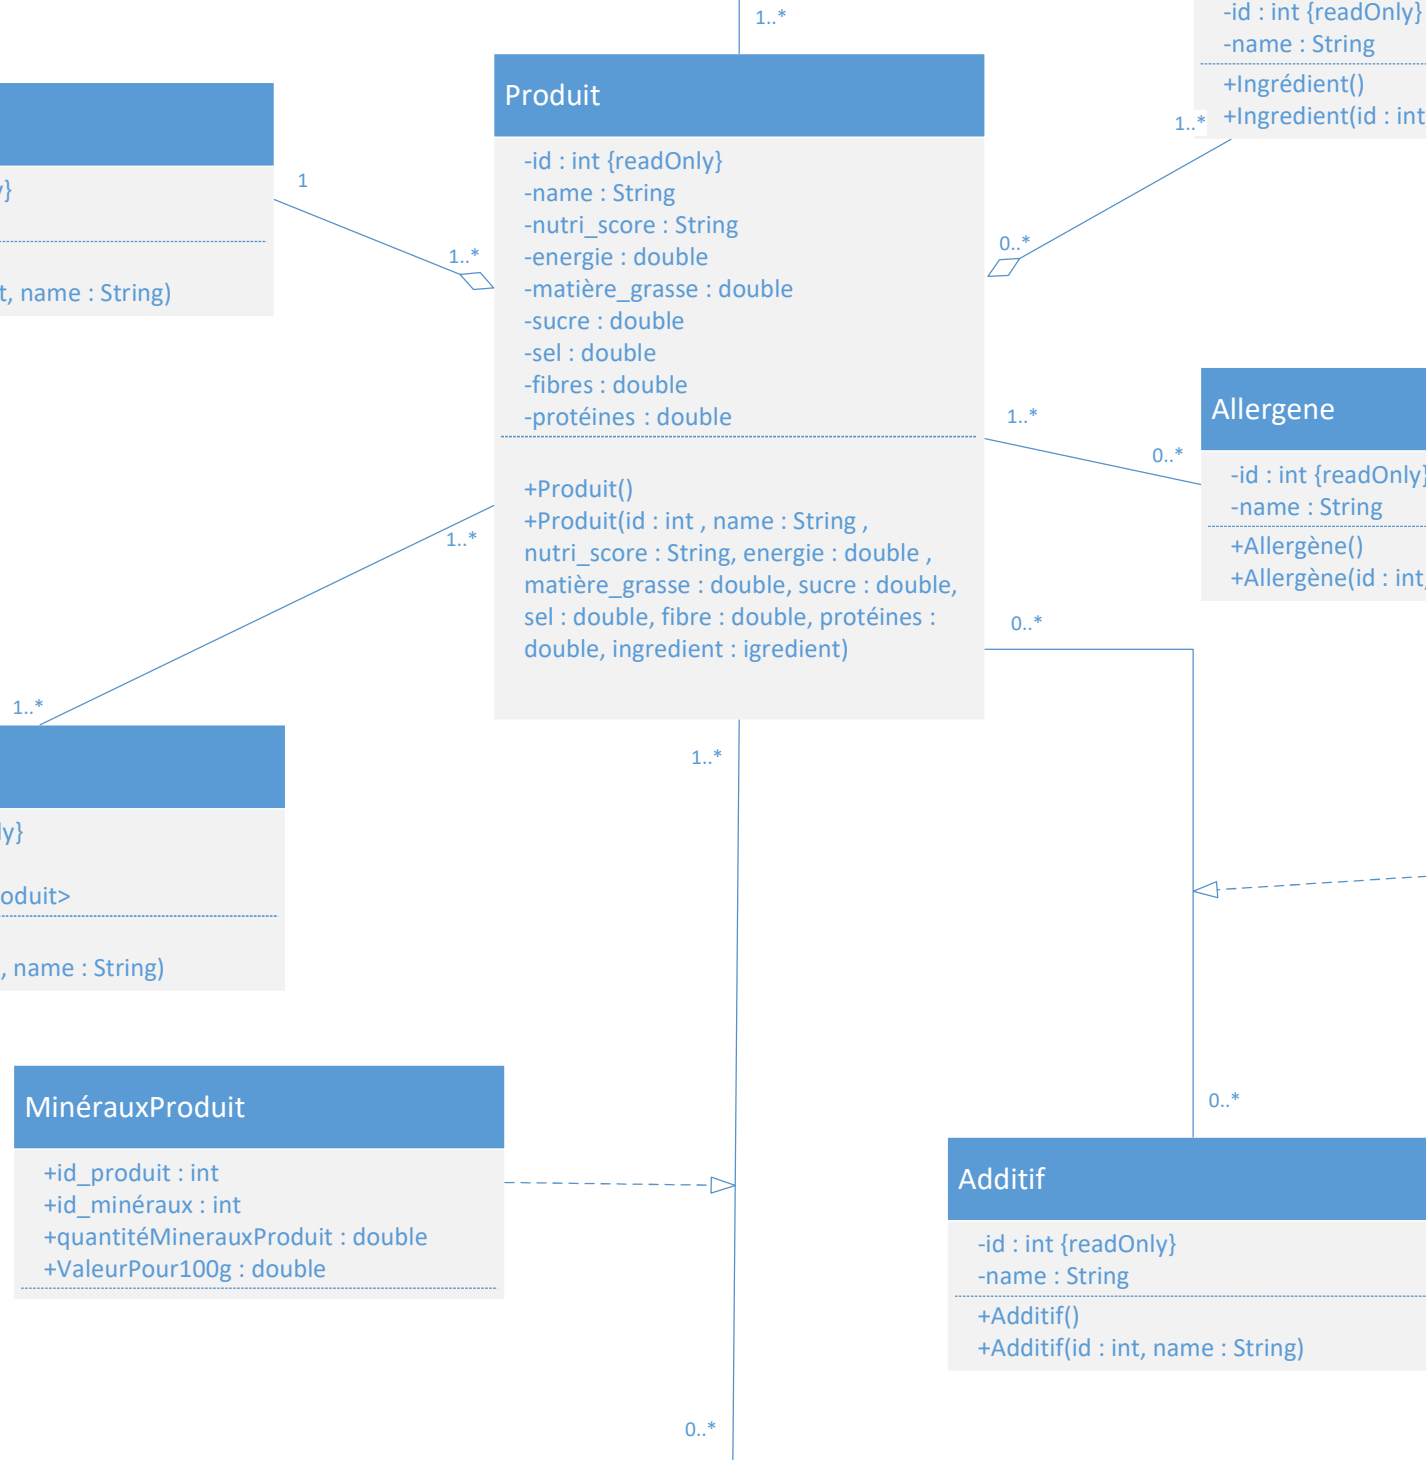 1..*
-id : int {readOnly}
-name : String
+Ingrédient()
+Ingredient(id : int
1..*
Produit
-id : int {readOnly}
-name : String
-nutri_score : String
-energie : double
-matière_grasse : double
-sucre : double
-sel : double
-fibres : double
-protéines : double
+Produit()
+Produit(id : int , name : String ,
nutri_score : String, energie : double ,
matière_grasse : double, sucre : double,
sel : double, fibre : double, protéines :
double, ingredient : igredient)
1
1..*
0..*
, name : String)
1..*
0..*
Allergene
-id : int {readOnly}
-name : String
+Allergène()
+Allergène(id : int,
1..*
0..*
1..*
1..*
oduit>
, name : String)
MinérauxProduit
+id_produit : int
+id_minéraux : int
+quantitéMinerauxProduit : double
+ValeurPour100g : double
0..*
Additif
-id : int {readOnly}
-name : String
+Additif()
+Additif(id : int, name : String)
0..*